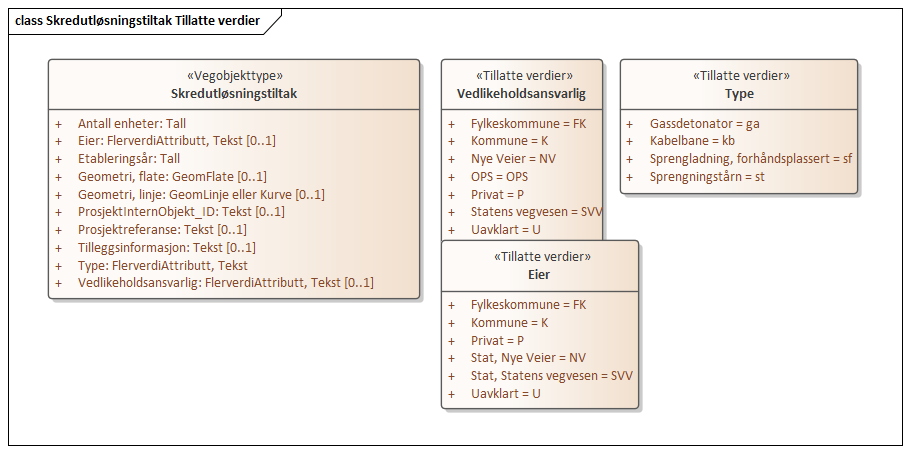 class Skredutløsningstiltak Tillatte verdier
«Vegobjekttype»
Skredutløsningstiltak
+ Antall enheter: Tall
+ Eier: FlerverdiAttributt, Tekst [0..1]
+ Etableringsår: Tall
+ Geometri, flate: GeomFlate [0..1]
+ Geometri, linje: GeomLinje eller Kurve [0..1]
+ ProsjektInternObjekt_ID: Tekst [0..1]
+ Prosjektreferanse: Tekst [0..1]
+ Tilleggsinformasjon: Tekst [0..1]
+ Type: FlerverdiAttributt, Tekst
+ Vedlikeholdsansvarlig: FlerverdiAttributt, Tekst [0..1]
«Tillatte verdier»
Vedlikeholdsansvarlig
+ Fylkeskommune = FK
+ Kommune = K
+ Nye Veier = NV
+ OPS = OPS
+ Privat = P
+ Statens vegvesen = SVV
+ Uavklart = U
«Tillatte verdier»
Eier
+ Fylkeskommune = FK
+ Kommune = K
+ Privat = P
+ Stat, Nye Veier = NV
+ Stat, Statens vegvesen = SVV
+ Uavklart = U
«Tillatte verdier»
Type
+ Gassdetonator = ga
+ Kabelbane = kb
+ Sprengladning, forhåndsplassert = sf
+ Sprengningstårn = st